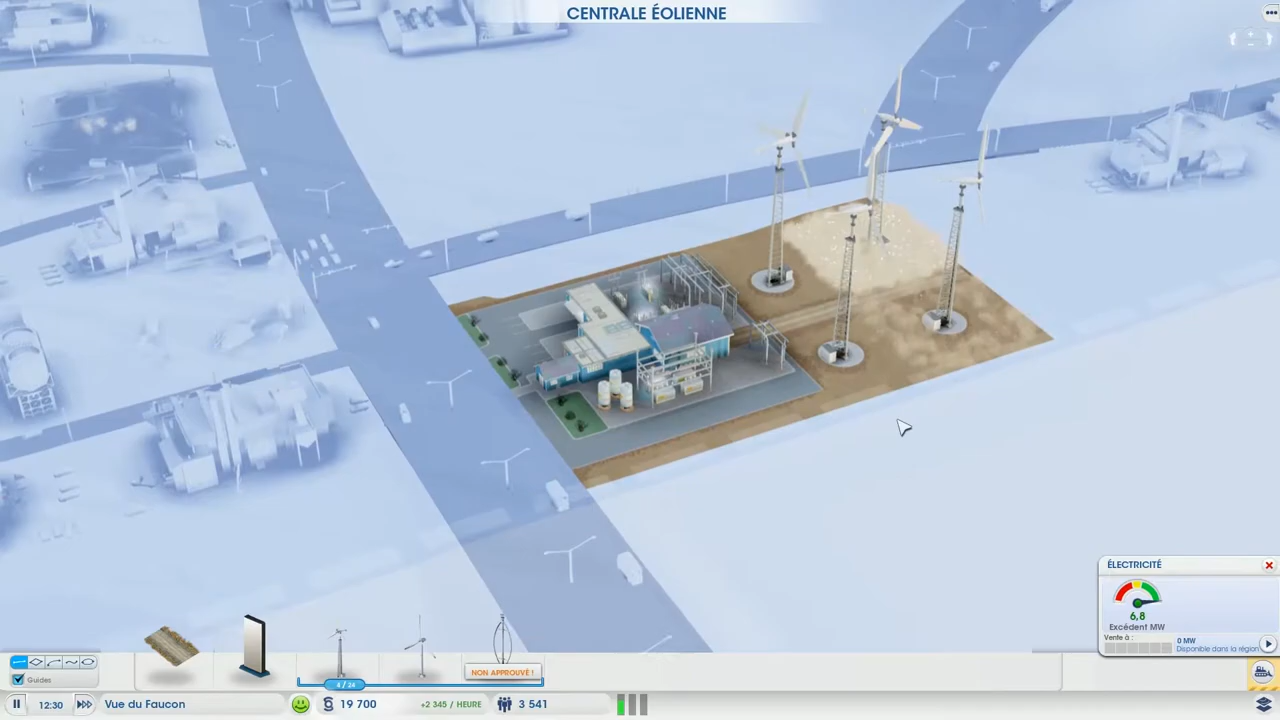 CENTRALE ÉOLIENNE
ÉLECTRICITÉ
6,8
Excédent MW
Vente à :
0 MW
Disponible dans la région
NON APPROUVÉ !
Guides
4 / 24
12:30
Vue du Faucon
19 700
+2 345 / HEURE
3 541